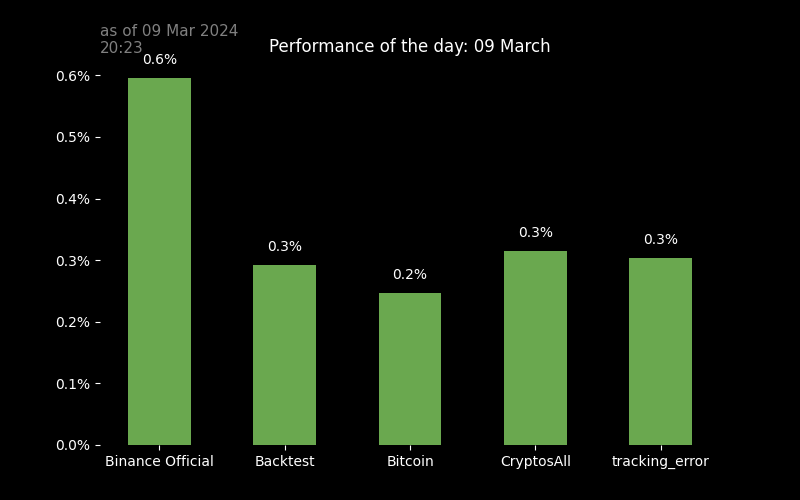 as of 09 Mar 2024
20:23
Performance of the day: 09 March
0.6%
0.6%
0.5%
0.4%
0.3%
0.2%
0.1%
0.0%
0.3%
0.2%
0.3%
0.3%
Binance Official
Backtest
Bitcoin
CryptosAll
tracking_error